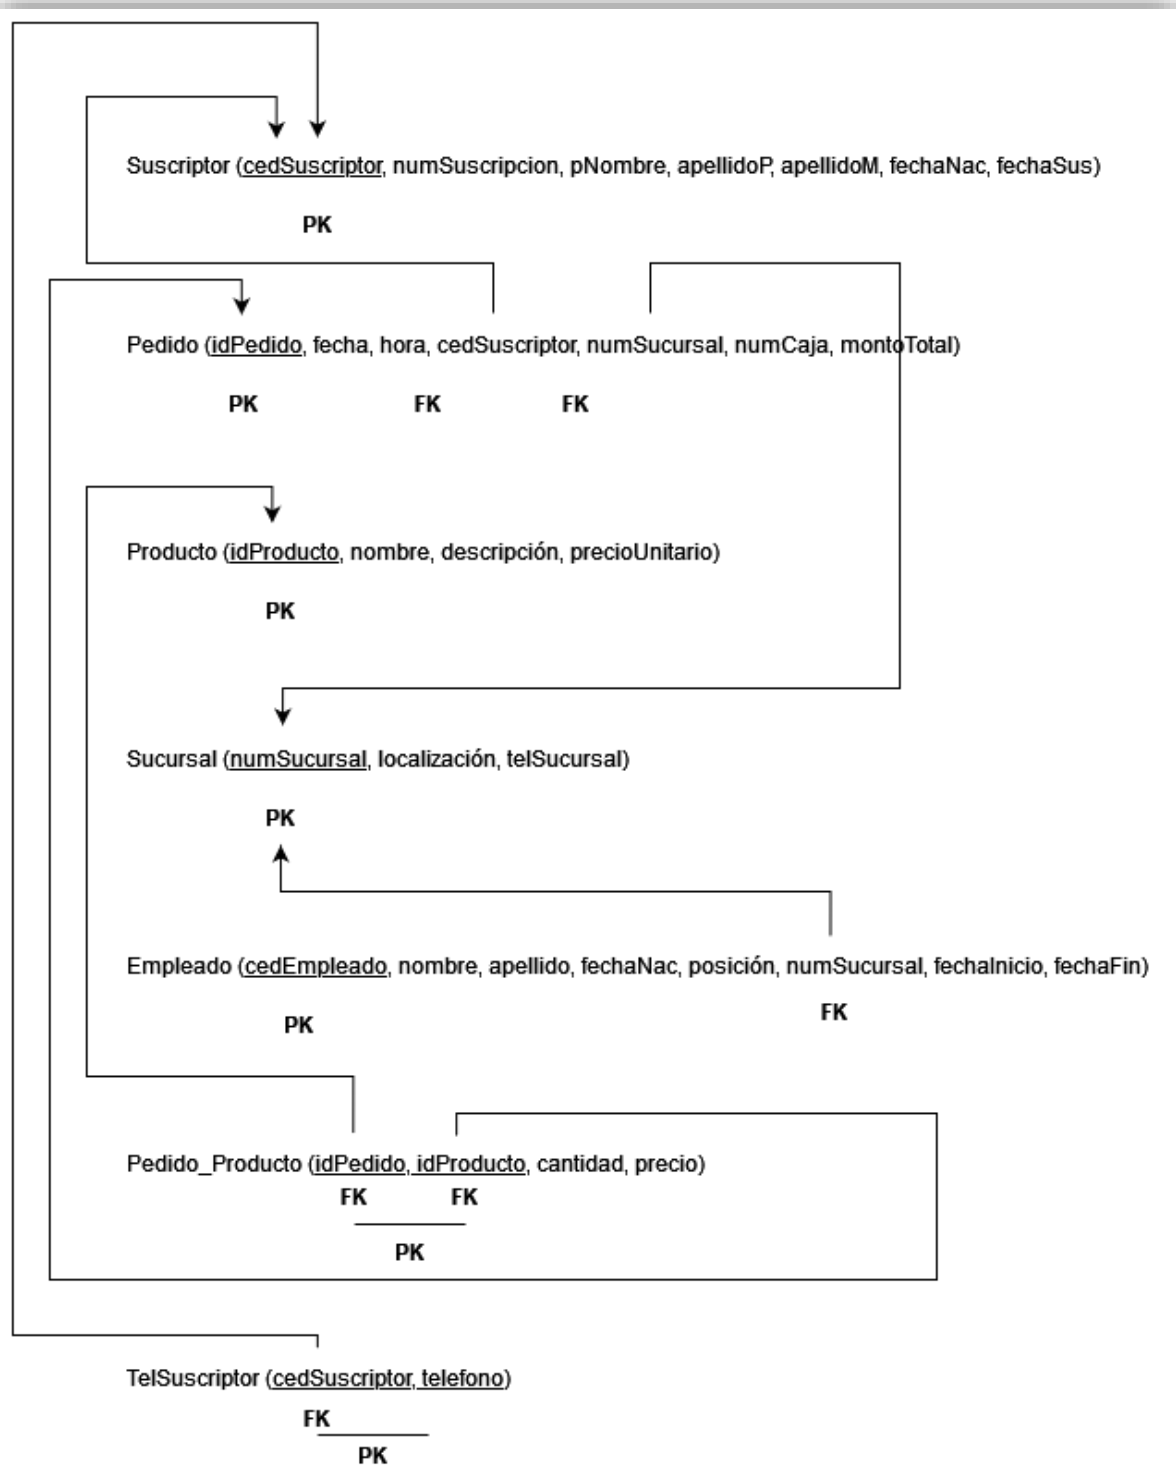 Suscriptor (cedSuscriptor, numSuscripcion, pNombre, apellidoP, apellidoM, fechaNac, fechaSus)
PK
Pedido (idPedido, fecha, hora, cedSuscriptor, numSucursal, numCaja, montoTotal)
PK FK FK
Producto (idProducto, nombre, descripción, precioUnitario)
PK
Sucursal (numSucursal, localización, telSucursal)
PK
Empleado (cedEmpleado, nombre, apellido, fechaNac, posición, numSucursal, fechaInicio, fechaFin)
PK FK
Pedido_Producto (idPedido, idProducto, cantidad, precio)
FK FK
PK
TelSuscriptor (cedSuscriptor, telefono)
FK
PK